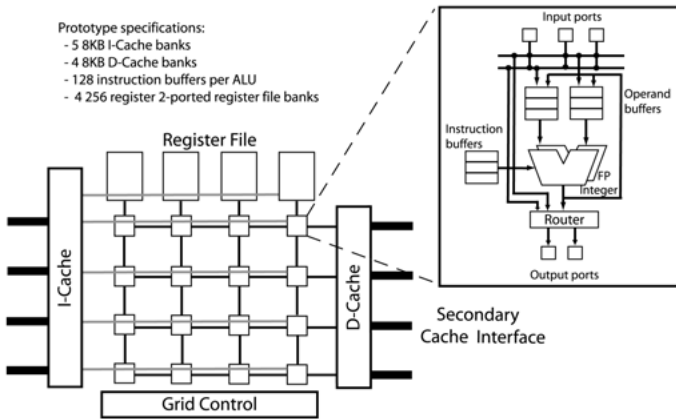 Prototype specifications:
- 5 8KB I-Cache banks
- 4 8KB D-Cache banks
- 128 instruction buffers per ALU
- 4 256 register 2-ported register file banks
Register File
I-Cache
D-Cache
Grid Control
Secondary
Cache Interface
Input ports
Operand
buffers
Instruction
buffers
FP
Integer
Router
Output ports